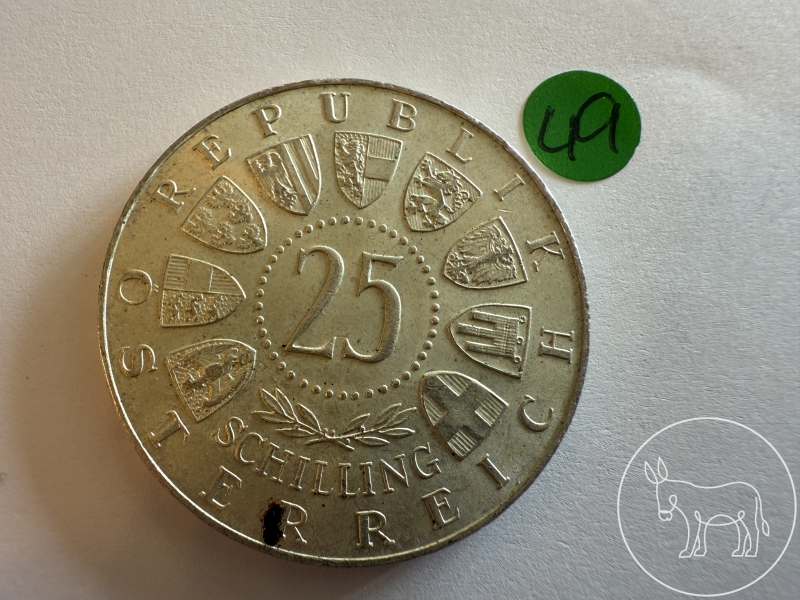 REPUBLIK
ÖSTERREICH
25
SCHILLING
49